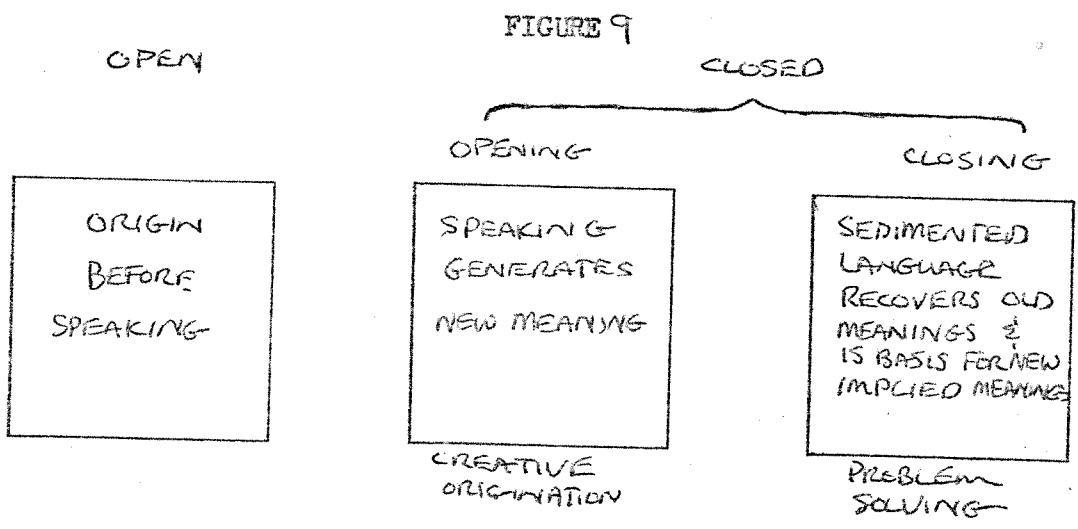 FIGURE 9
OPEN
CLOSED
OPENING
CLOSING
ORIGIN
BEFORE
SPEAKING
SPEAKING
GENERATES
NEW MEANING
SEDIMENTED
LANGUAGE
RECOVERS OLD
MEANINGS &
IS BASIS FOR NEW
IMPLIED MEANINGS
CREATIVE
ORIGINATION
PROBLEM
SOLVING